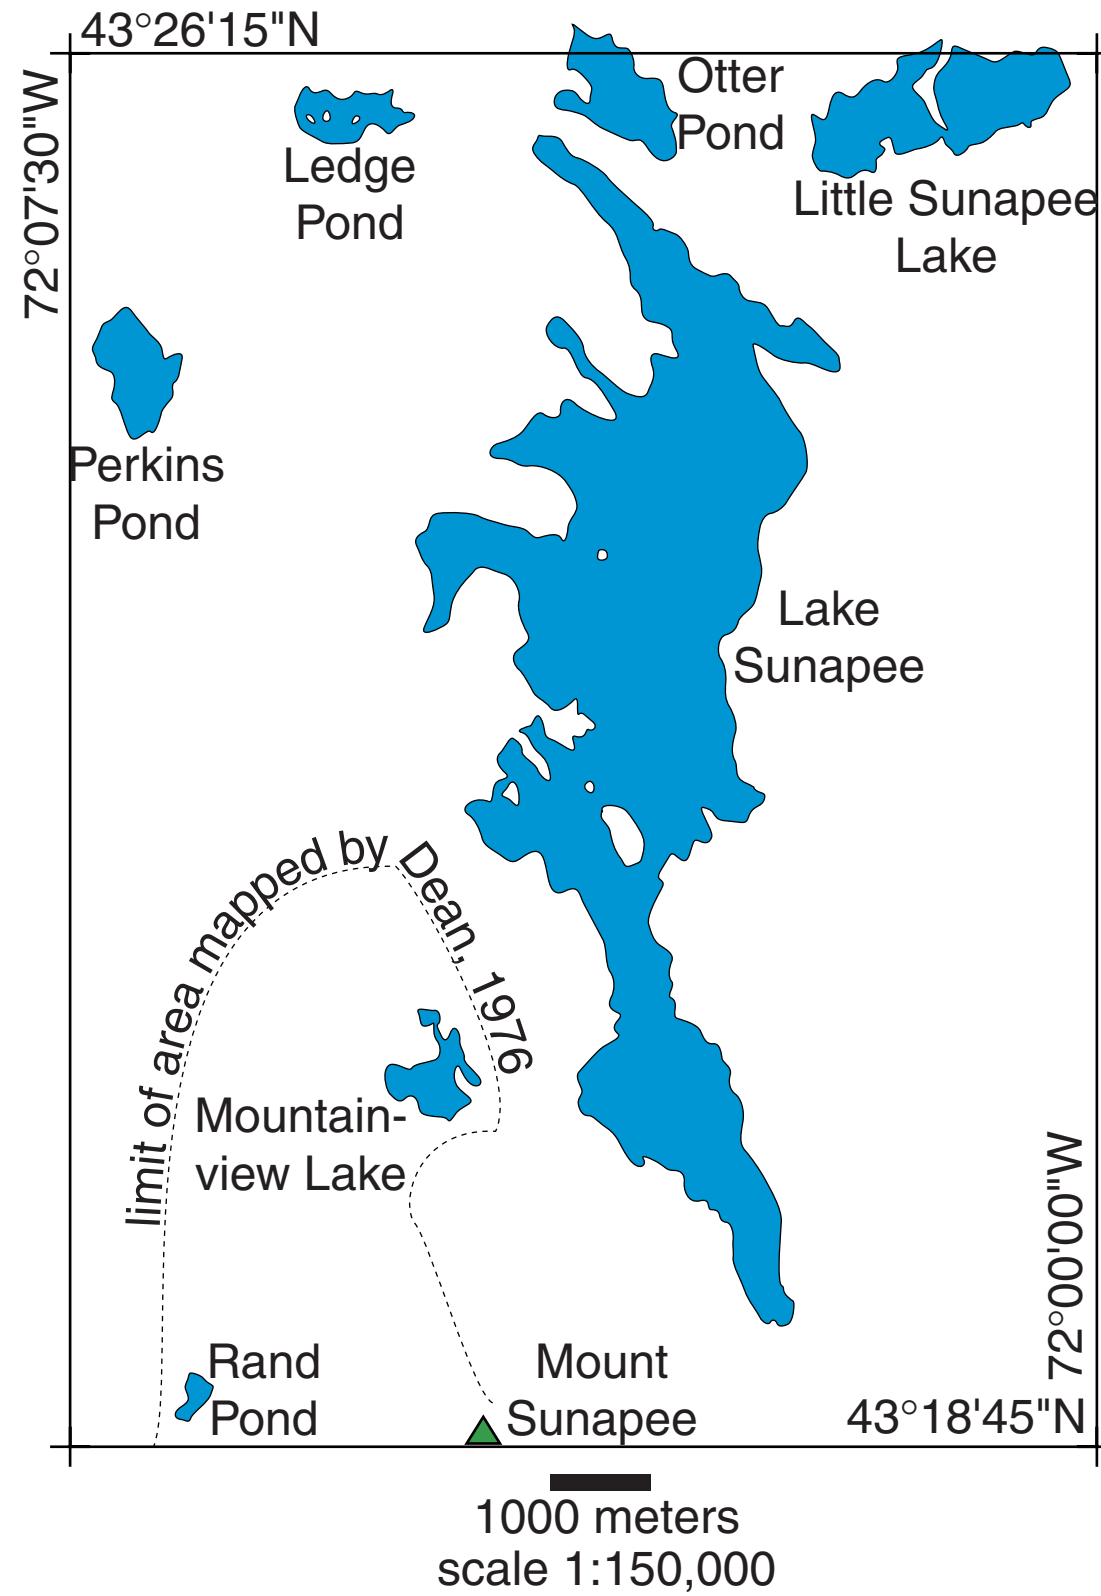 43°26'15"N
72°07'30"W
Otter
Pond
Ledge
Pond
Little Sunapee
Lake
Perkins
Pond
Lake
Sunapee
limit of area mapped by Dean, 1976
Mountain-
view Lake
72°00'00"W
Rand
Pond
Mount
Sunapee
43°18'45"N
1000 meters
scale 1:150,000